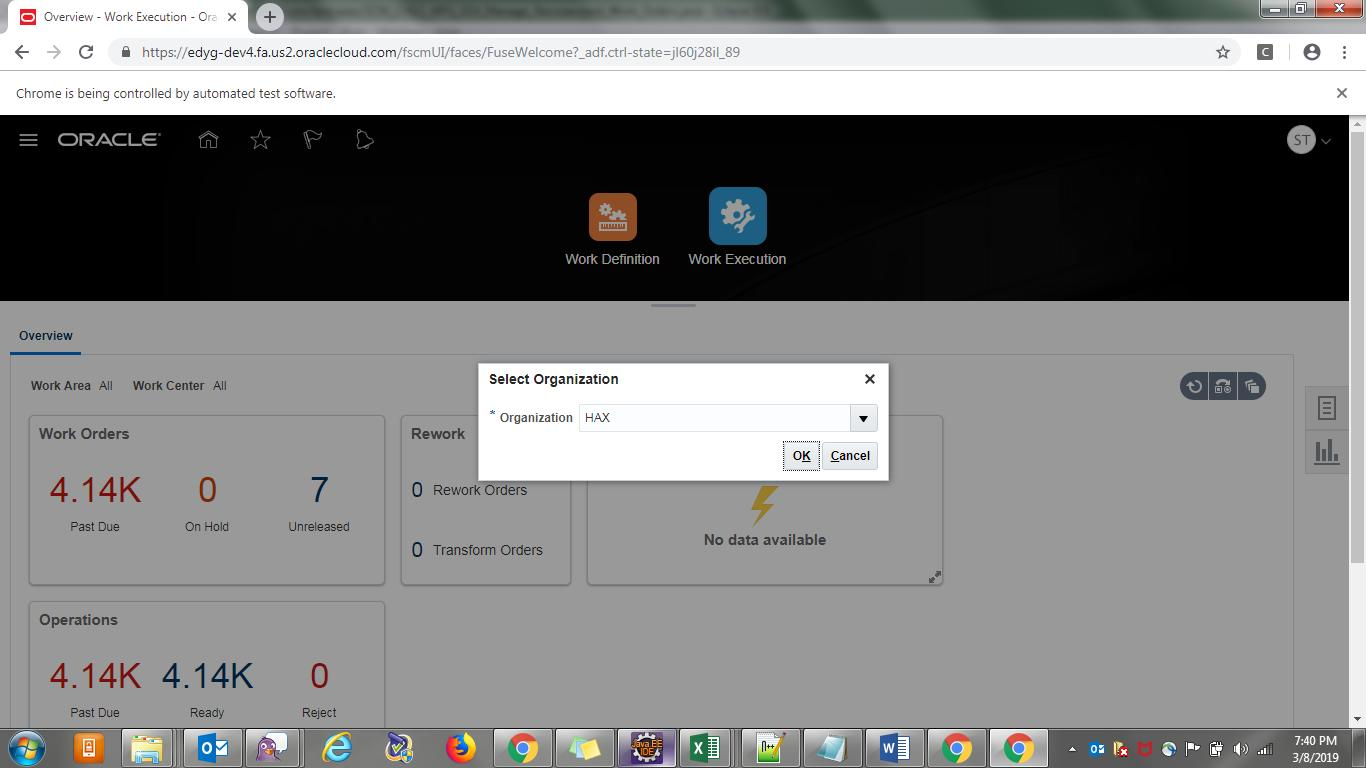 Overview - Work Execution - Ora
https://edyg-dev4.fa.us2.oraclecloud.com/fscmUI/faces/FuseWelcome?_adf.ctrl-state=jl60j28il_89
C
Chrome is being controlled by automated test software.
ORACLE
ST
Work Definition
Work Execution
Overview
Work Area All Work Center All
Select Organization
* Organization HAX
OK Cancel
Work Orders
4.14K 0 7
Past Due On Hold Unreleased
Rework
0 Rework Orders
0 Transform Orders
No data available
Operations
4.14K 4.14K 0
Past Due Ready Reject
Java EE
IDE
7:40 PM
3/8/2019